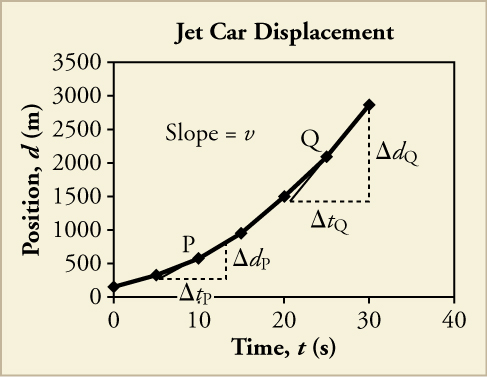 Jet Car Displacement
Position, d (m)
3500
3000
2500
2000
1500
1000
500
0
Slope = v
Q
ΔdQ
ΔtQ
P
ΔdP
ΔtP
0 10 20 30 40
Time, t (s)